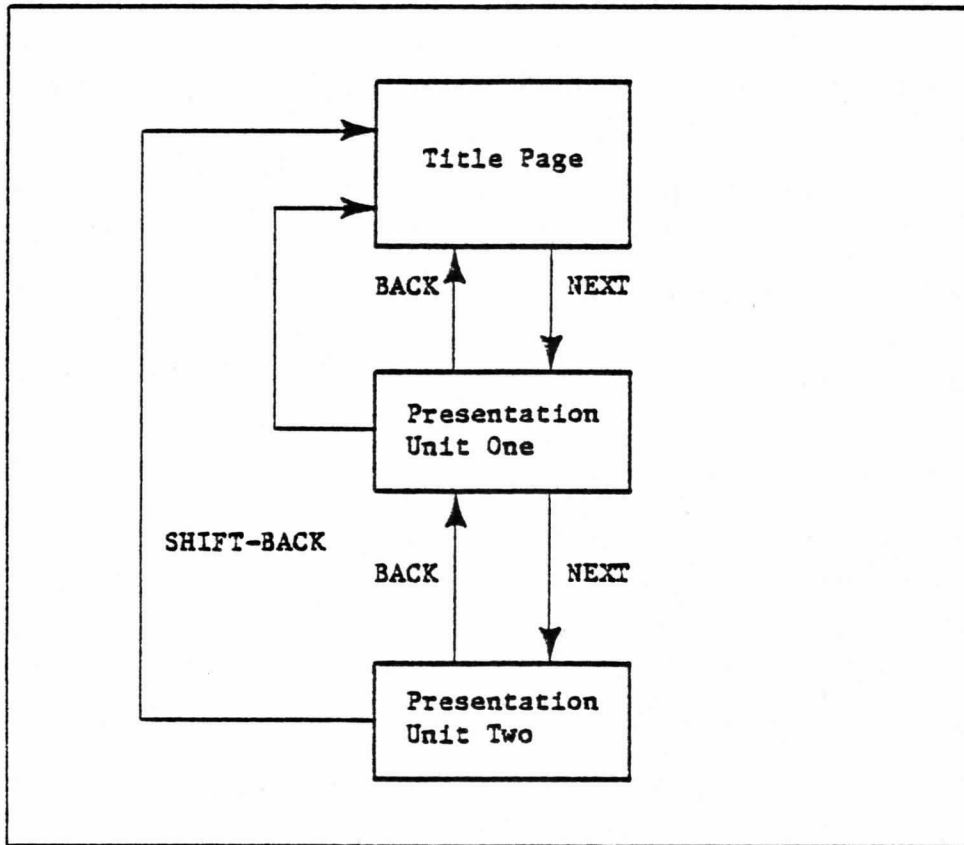 Title Page
BACK
NEXT
Presentation
Unit One
SHIFT-BACK
BACK
NEXT
Presentation
Unit Two